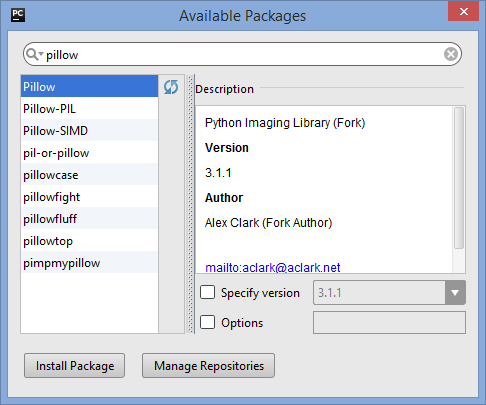 PC
Available Packages
pillow
Pillow
Pillow-PIL
Pillow-SIMD
pil-or-pillow
pillowcase
pillowfight
pillowfluff
pillowtop
pimpmypillow
Description
Python Imaging Library (Fork)
Version
3.1.1
Author
Alex Clark (Fork Author)
mailto:aclark@aclark.net
Specify version
3.1.1
Options
Install Package
Manage Repositories